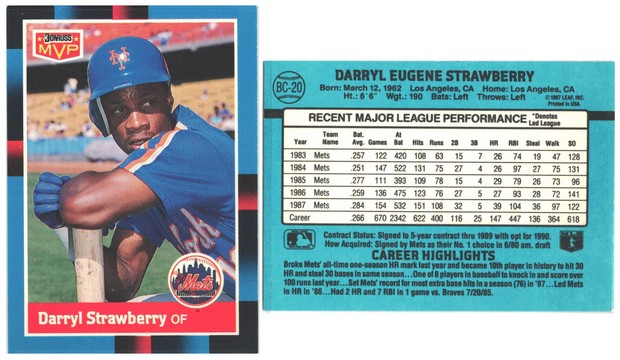 DONRUSS
MVP
Mets
Darryl Strawberry OF
BC-20
DARRYL EUGENE STRAWBERRY
Born: March 12, 1962 Los Angeles, CA Home: Los Angeles, CA
Ht.: 6'6" Wgt.: 190 Bats: Left Throws: Left
©1987 LEAF, INC.
Printed in USA
RECENT MAJOR LEAGUE PERFORMANCE *Denotes Led League
Year Team Name Bat. Avg. Games At Bat Hits Runs 2B 3B HR RBI Steal Walk SO
1983 Mets .257 122 420 108 63 15 7 26 74 19 47 128
1984 Mets .251 147 522 131 75 27 4 26 97 27 75 131
1985 Mets .277 111 393 109 78 15 4 29 79 26 73 96
1986 Mets .259 136 475 123 76 27 5 27 93 28 72 141
1987 Mets .284 154 532 151 108 32 5 39 104 36 97 122
Career .266 670 2342 622 400 116 25 147 447 136 364 618
Contract Status: Signed to 5-year contract thru 1989 with opt for 1990.
How Acquired: Signed by Mets as their No. 1 choice in 6/80 am. draft
CAREER HIGHLIGHTS
Broke Mets' all-time one-season HR mark last year and became 10th player in history to hit 30
HR and steal 30 bases in same season...One of 8 players in baseball to knock in and score over
100 runs last year...Set Mets' record for most extra base hits in a season (76) in '87...Led Mets
in HR in '86...Had 2 HR and 7 RBI in 1 game vs. Braves 7/20/85.